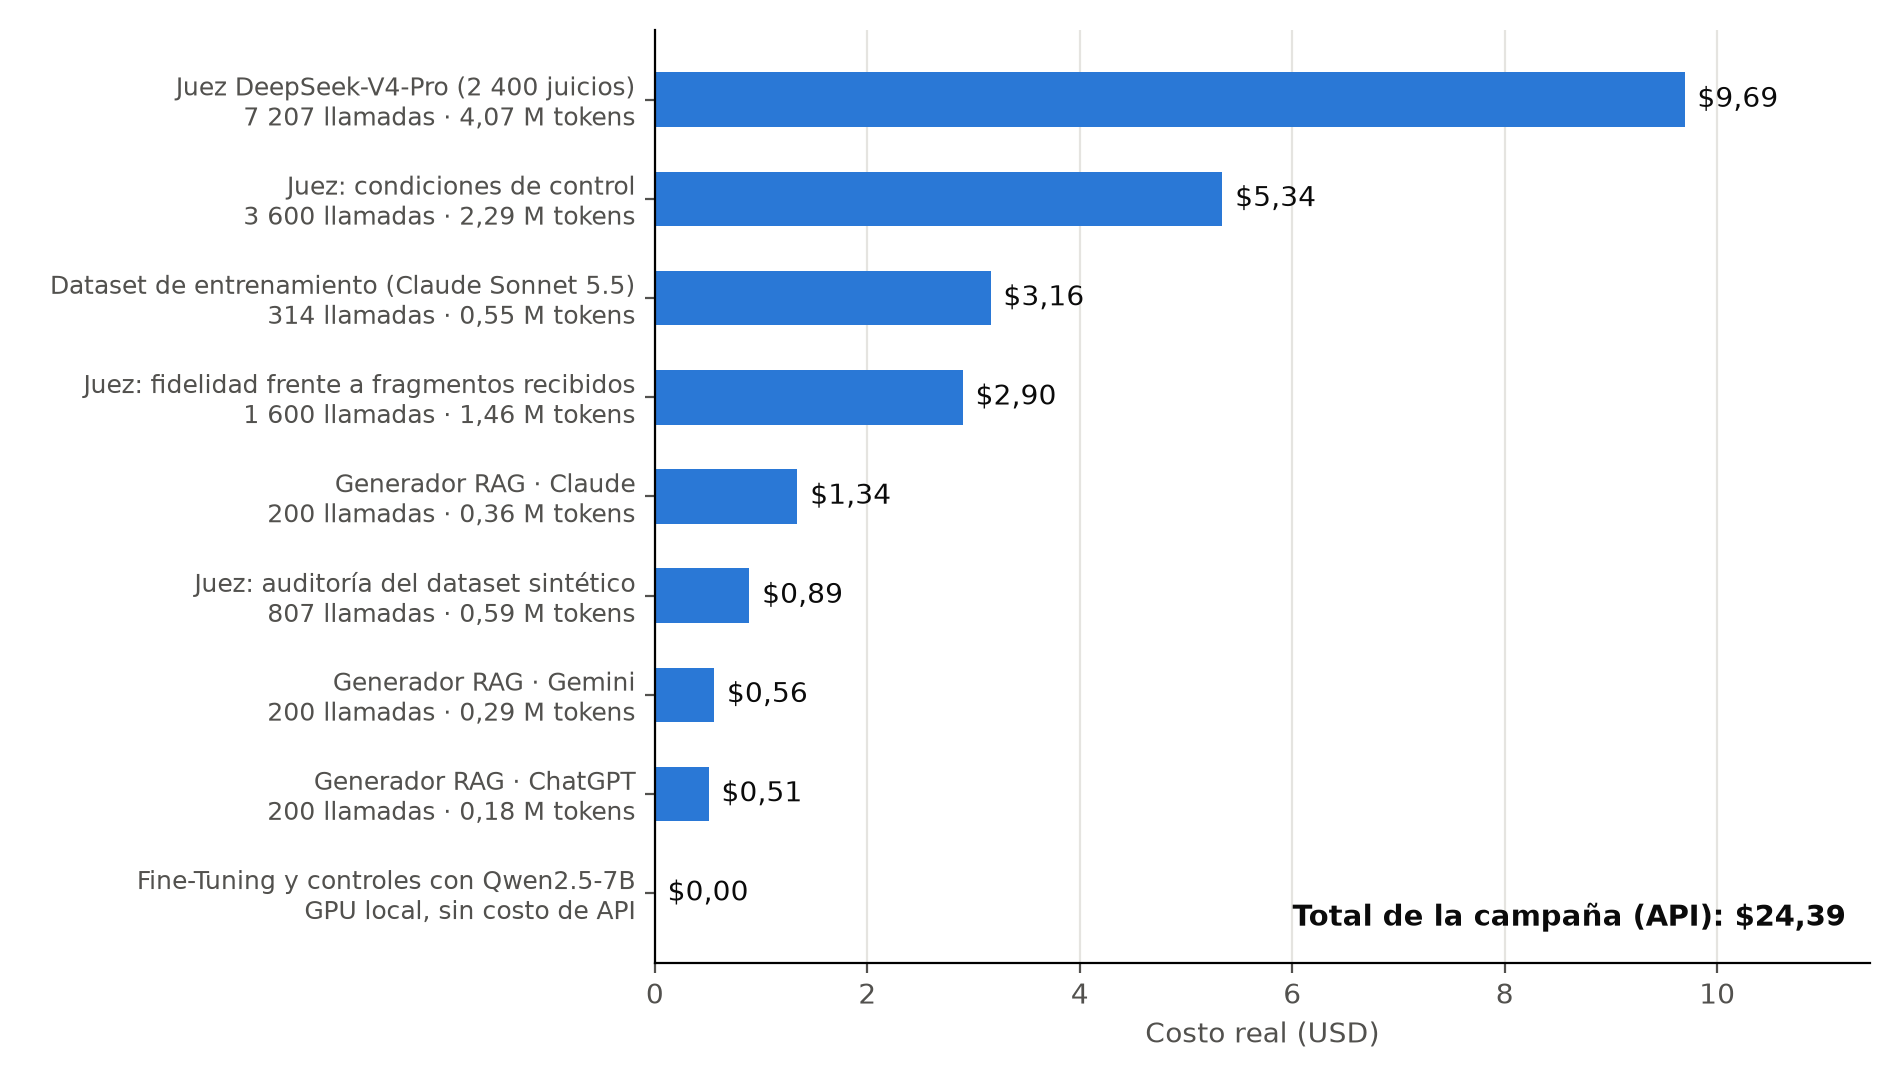 Juez DeepSeek-V4-Pro (2 400 juicios)
7 207 llamadas · 4,07 M tokens
$9,69
Juez: condiciones de control
3 600 llamadas · 2,29 M tokens
$5,34
Dataset de entrenamiento (Claude Sonnet 5.5)
314 llamadas · 0,55 M tokens
$3,16
Juez: fidelidad frente a fragmentos recibidos
1 600 llamadas · 1,46 M tokens
$2,90
Generador RAG · Claude
200 llamadas · 0,36 M tokens
$1,34
Juez: auditoría del dataset sintético
807 llamadas · 0,59 M tokens
$0,89
Generador RAG · Gemini
200 llamadas · 0,29 M tokens
$0,56
Generador RAG · ChatGPT
200 llamadas · 0,18 M tokens
$0,51
Fine-Tuning y controles con Qwen2.5-7B
GPU local, sin costo de API
$0,00
Total de la campaña (API): $24,39
0 2 4 6 8 10
Costo real (USD)